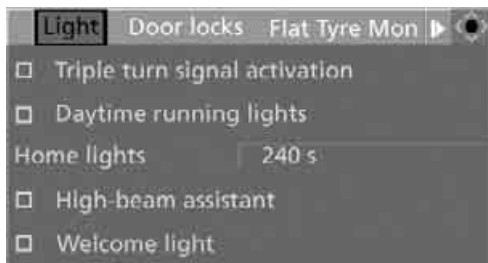 Light Door locks Flat Tyre Mon
Triple turn signal activation
Daytime running lights
Home lights 240 s
High-beam assistant
Welcome light